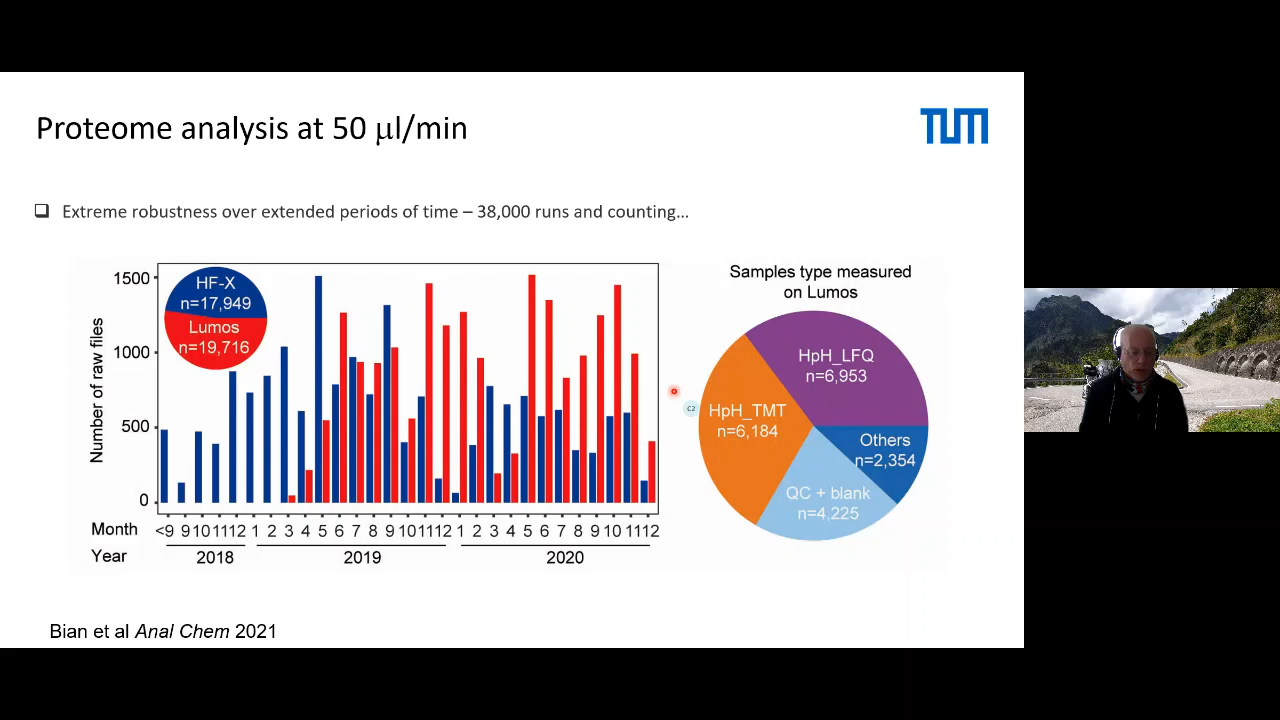 Proteome analysis at 50 µl/min
TUM
❑ Extreme robustness over extended periods of time – 38,000 runs and counting…
Number of raw files
1500
1000
500
0
HF-X
n=17,949
Lumos
n=19,716
Month <9 9 10 11 12 1 2 3 4 5 6 7 8 9 10 11 12 1 2 3 4 5 6 7 8 9 10 11 12
Year 2018 2019 2020
Samples type measured
on Lumos
HpH_LFQ
n=6,953
C2
HpH_TMT
n=6,184
Others
n=2,354
QC + blank
n=4,225
Bian et al Anal Chem 2021